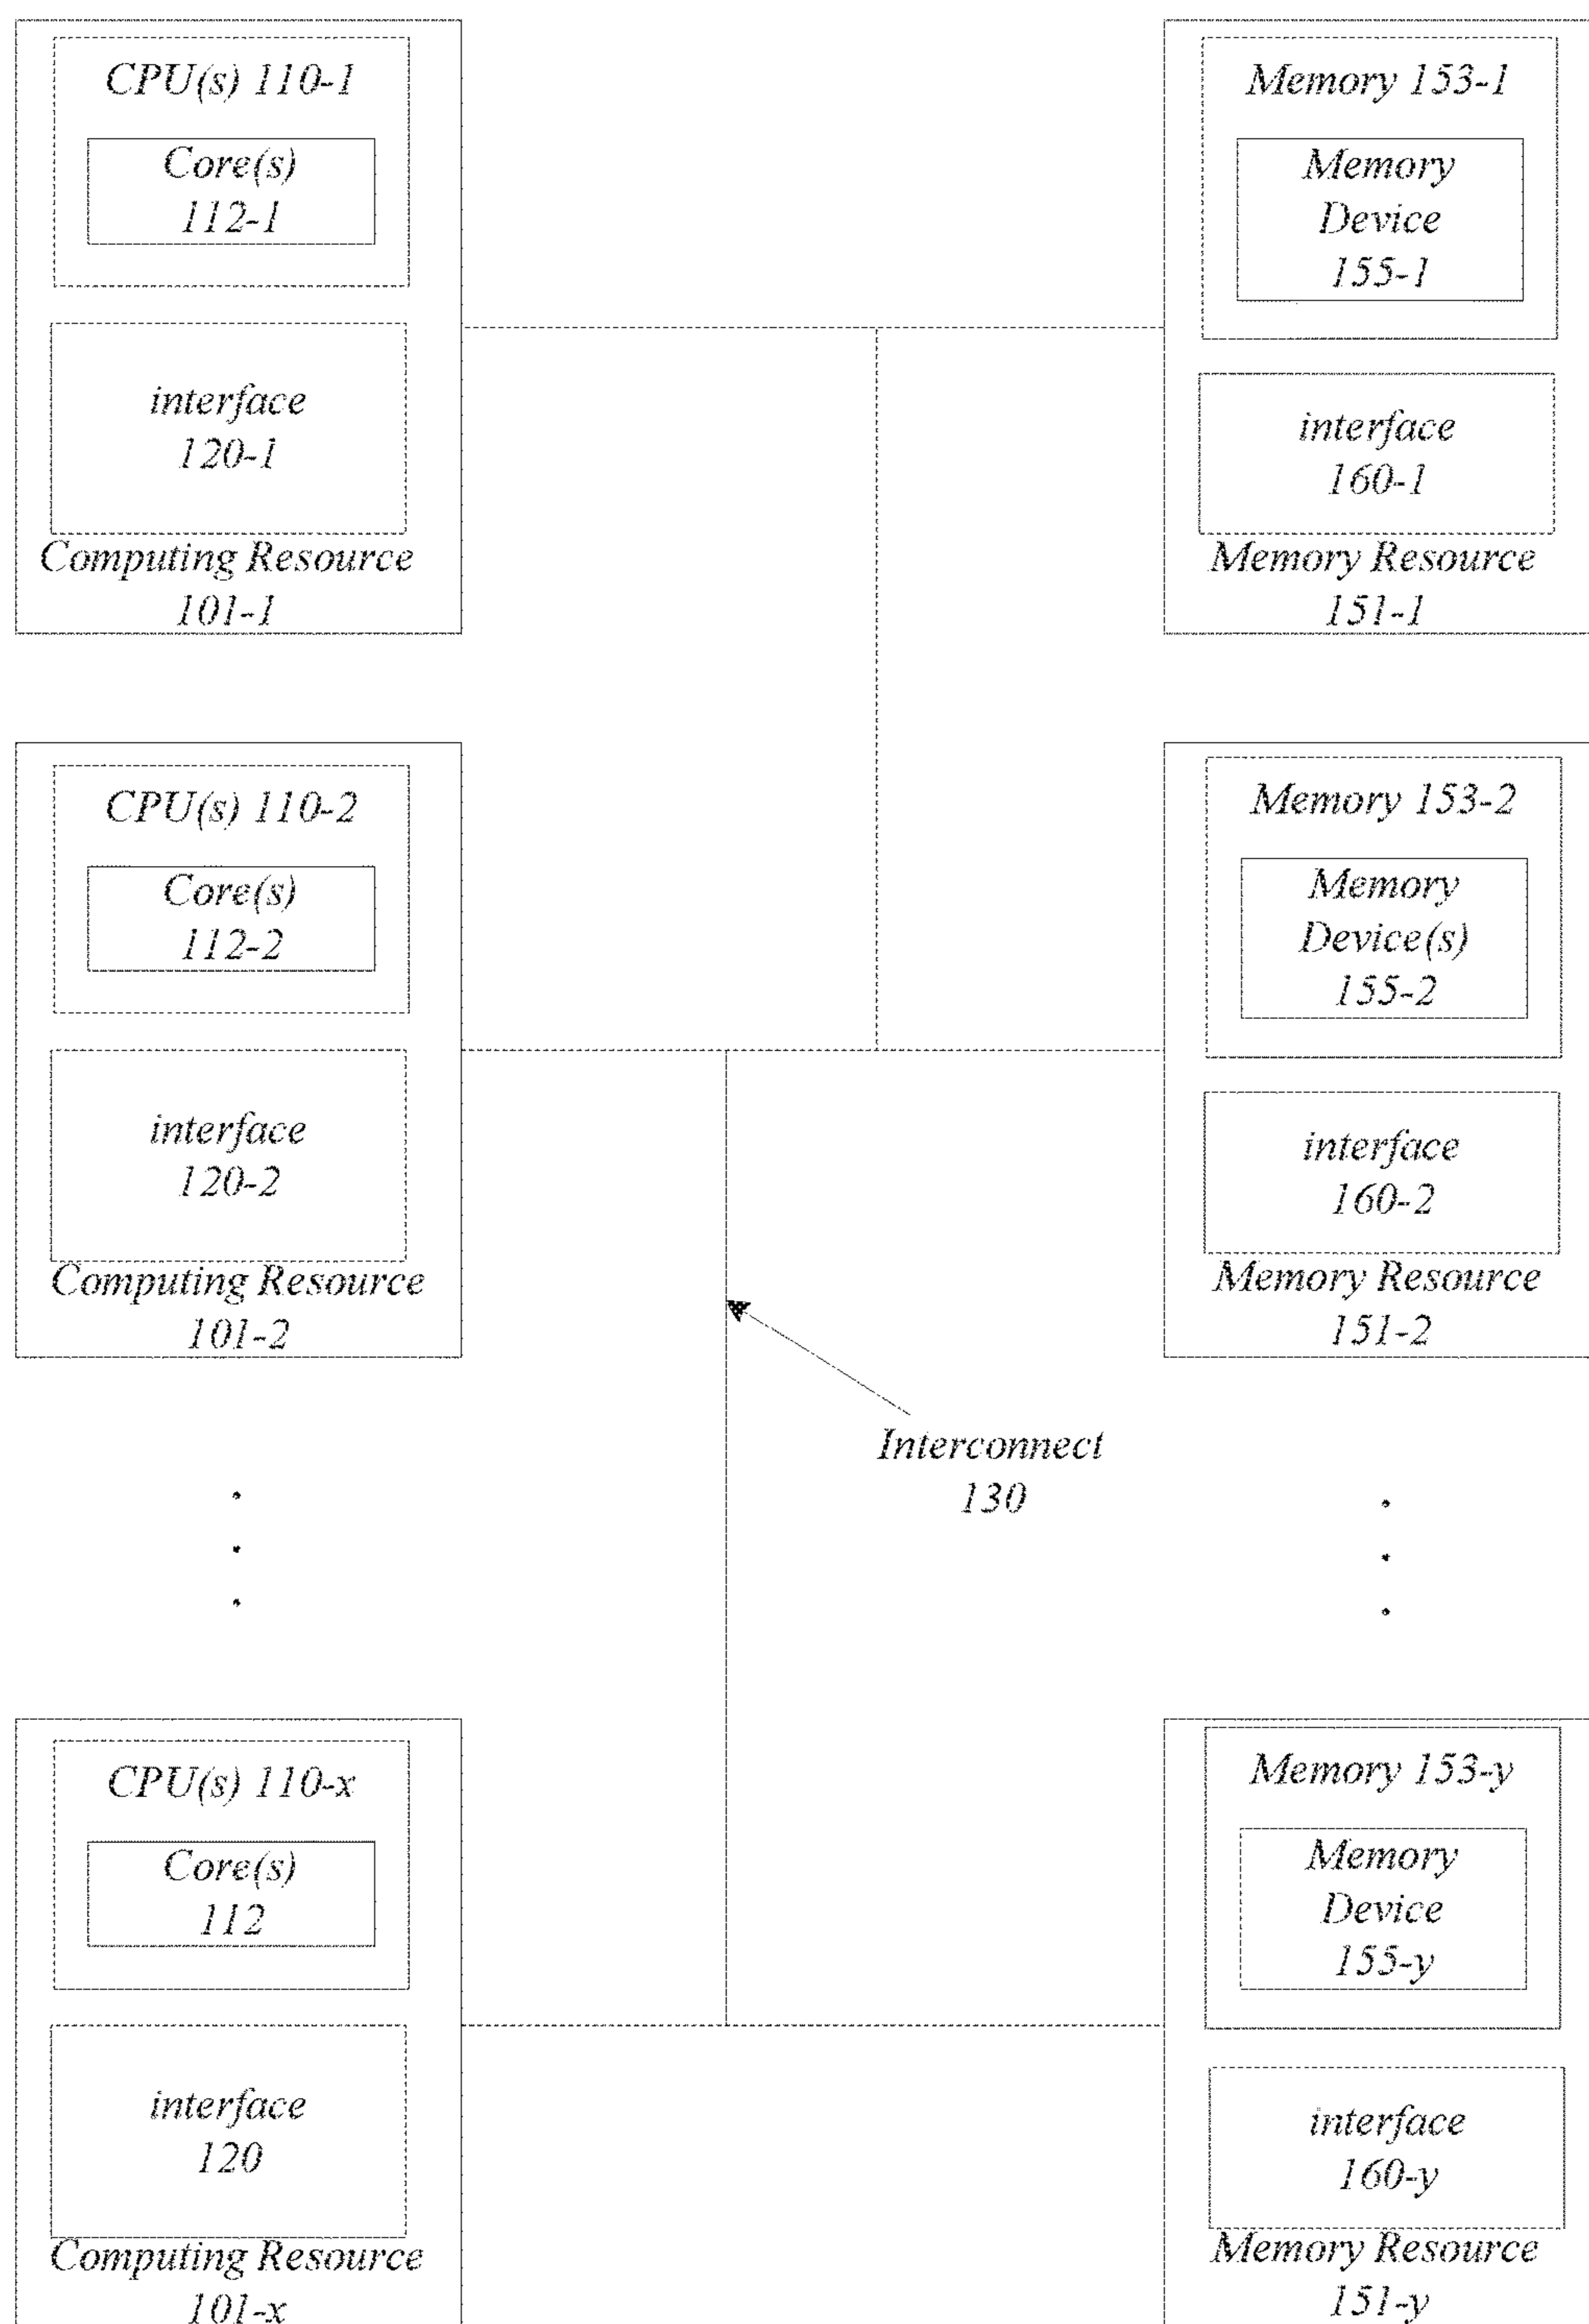 CPU(s) 110-1
Core(s)
112-1
interface
120-1
Computing Resource
101-1
Memory 153-1
Memory
Device
155-1
interface
160-1
Memory Resource
151-1
CPU(s) 110-2
Core(s)
112-2
interface
120-2
Computing Resource
101-2
Memory 153-2
Memory
Device(s)
155-2
interface
160-2
Memory Resource
151-2
Interconnect
130
CPU(s) 110-x
Core(s)
112
interface
120
Computing Resource
101-x
Memory 153-y
Memory
Device
155-y
interface
160-y
Memory Resource
151-y